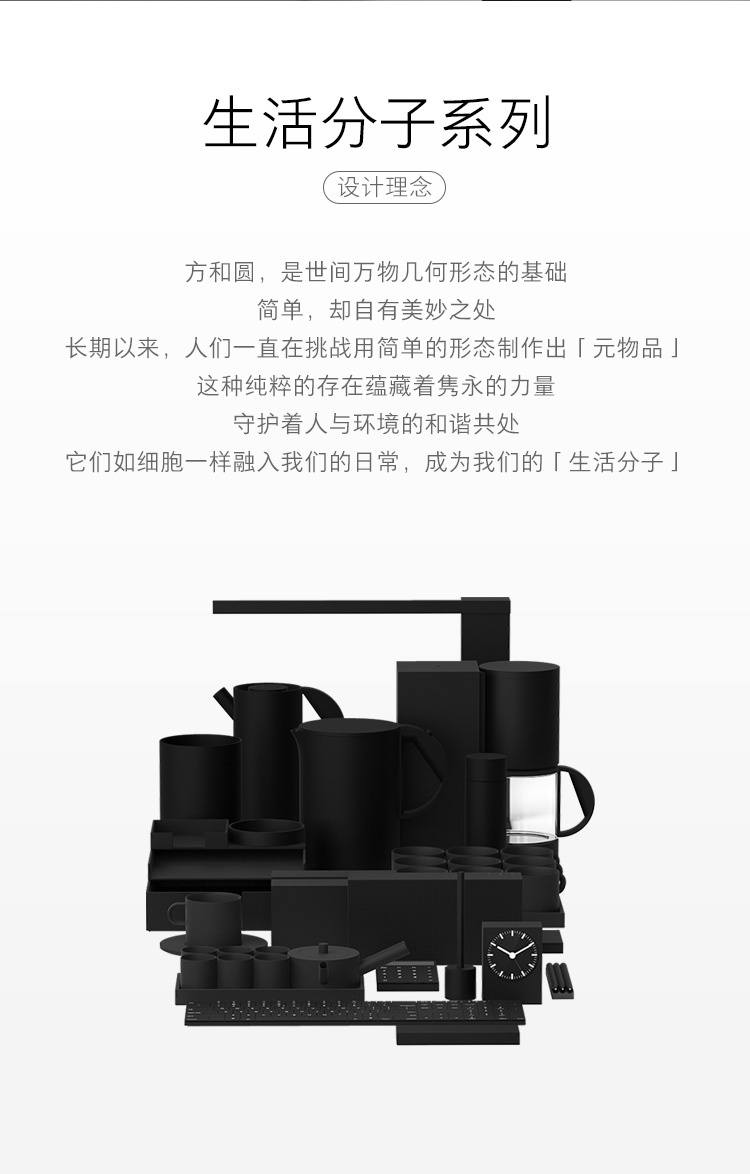 生活分子系列
设计理念
方和圆，是世间万物几何形态的基础
简单，却自有美妙之处
长期以来，人们一直在挑战用简单的形态制作出「元物品」
这种纯粹的存在蕴藏着隽永的力量
守护着人与环境的和谐共处
它们如细胞一样融入我们的日常，成为我们的「生活分子」